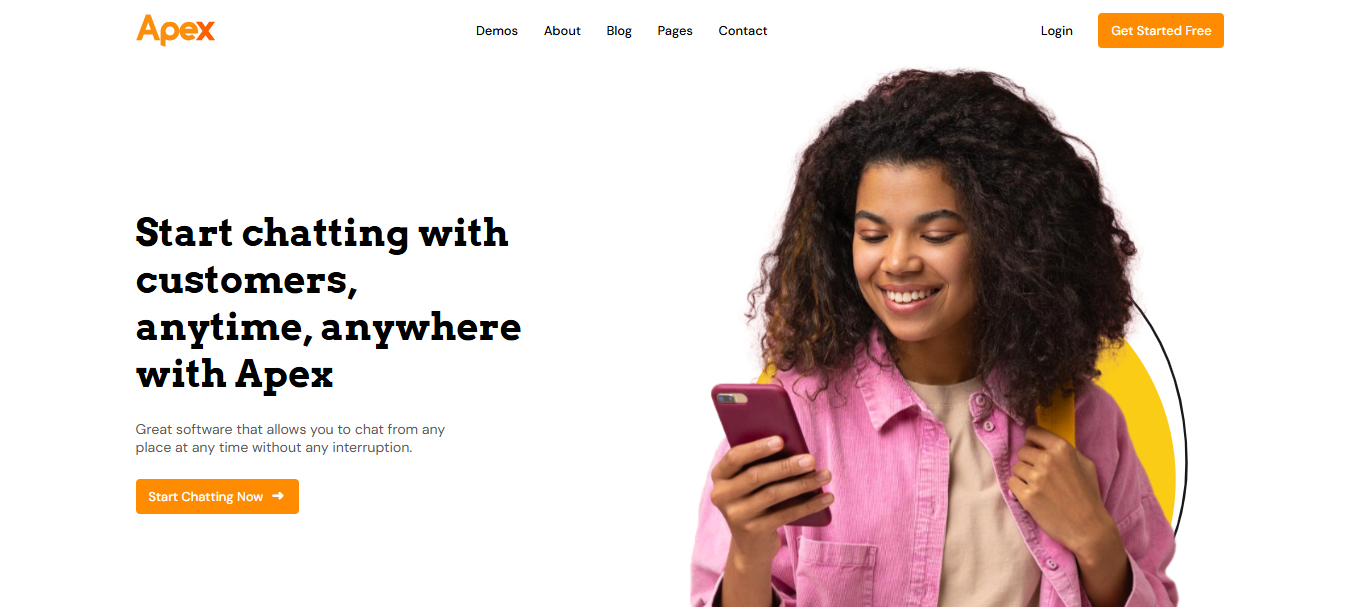 Apex
Demos About Blog Pages Contact
Login Get Started Free
Start chatting with
customers,
anytime, anywhere
with Apex
Great software that allows you to chat from any
place at any time without any interruption.
Start Chatting Now